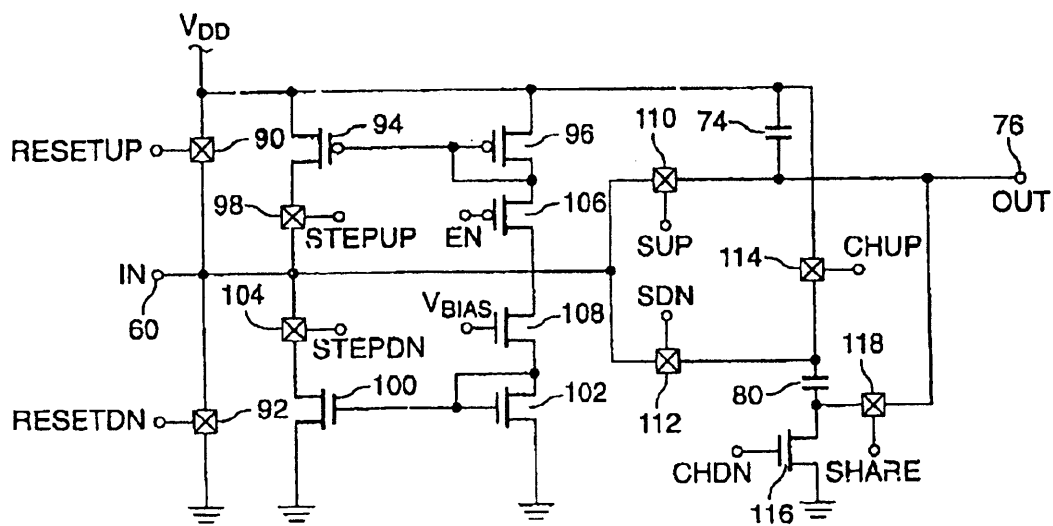 VDD
RESETUP
90
94
96
110
74
76
OUT
98
STEPUP
EN
106
SUP
114
CHUP
IN
60
104
STEPDN
VBIAS
108
SDN
118
RESETDN
92
100
102
112
80
CHDN
116
SHARE